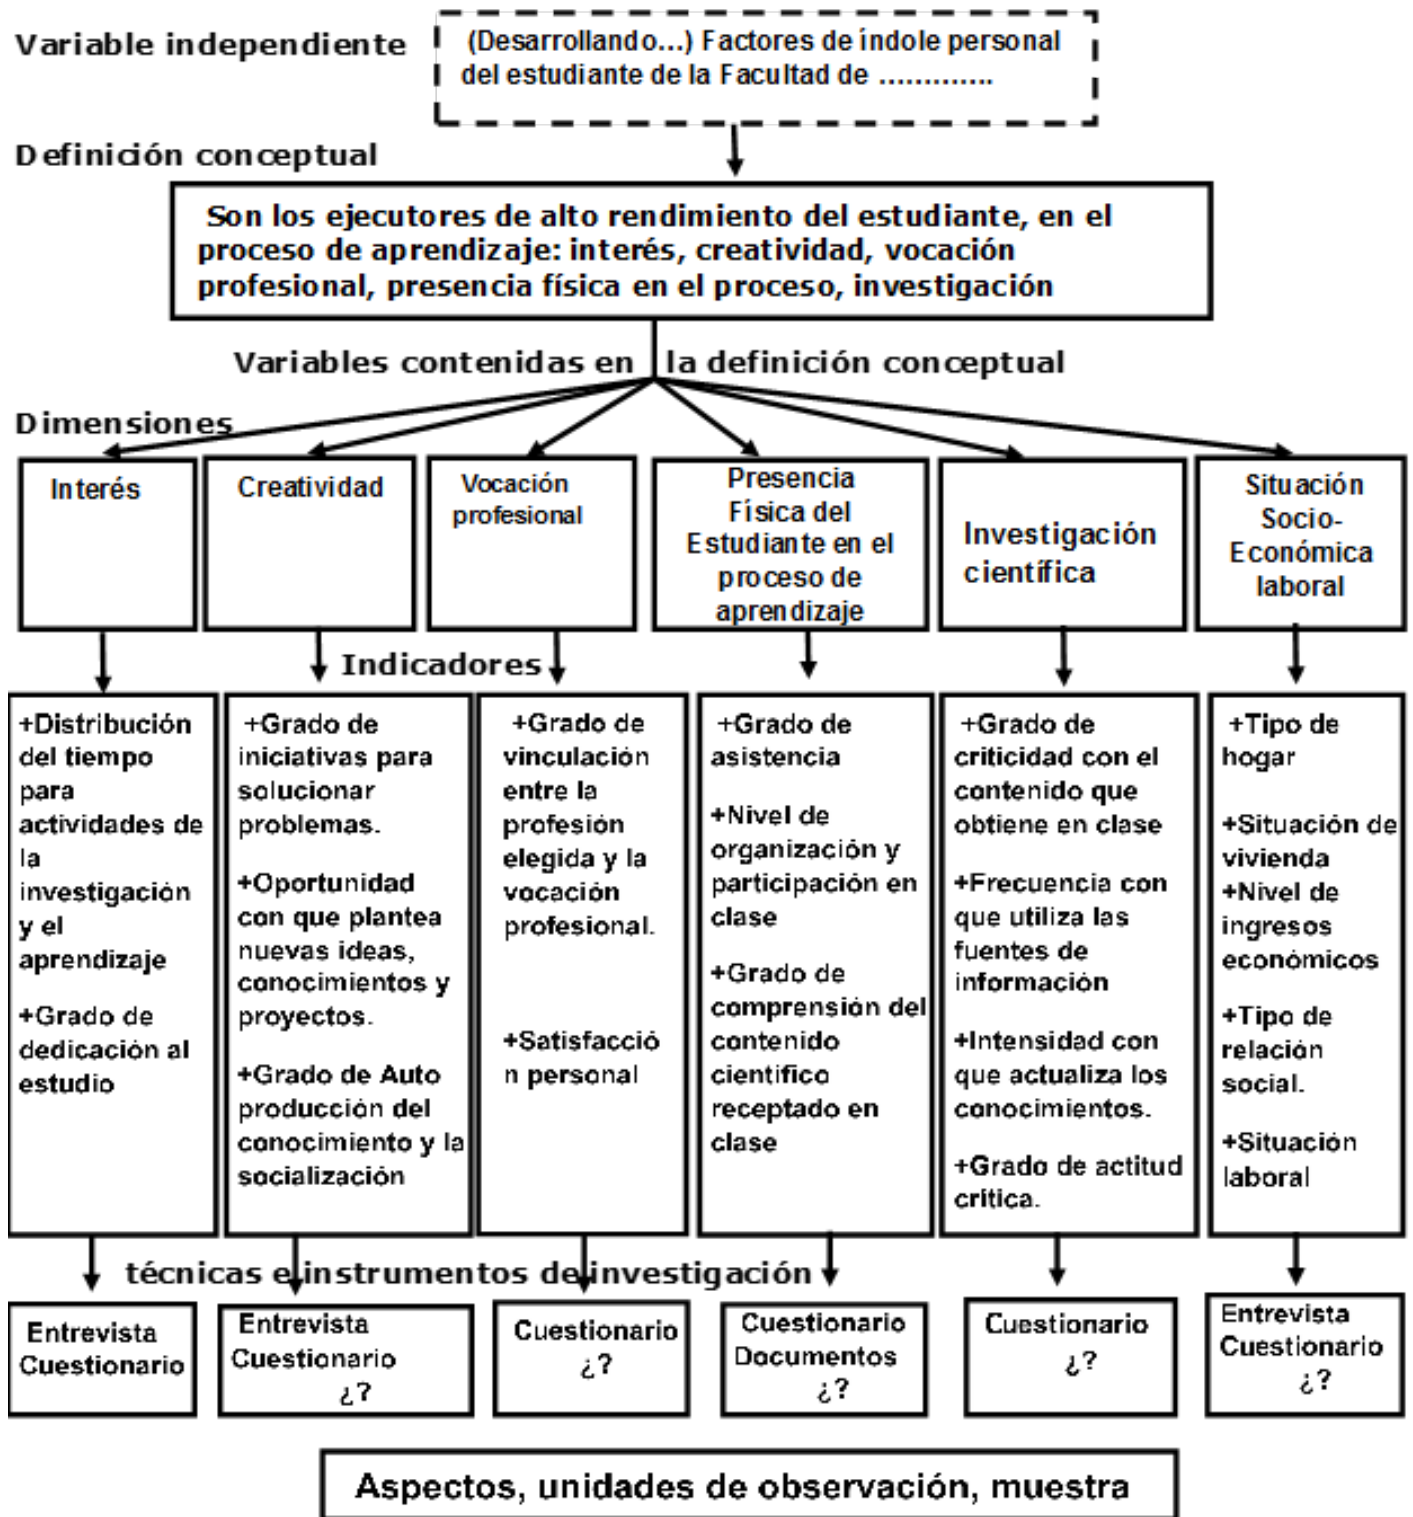 Variable independiente
(Desarrollando...) Factores de índole personal
del estudiante de la Facultad de .............
Definición conceptual
Son los ejecutores de alto rendimiento del estudiante, en el
proceso de aprendizaje: interés, creatividad, vocación
profesional, presencia física en el proceso, investigación
Variables contenidas en la definición conceptual
Dimensiones
Interés
Creatividad
Vocación
profesional
Presencia
Física del
Estudiante en el
proceso de
aprendizaje
Investigación
científica
Situación
Socio-
Económica
laboral
Indicadores
+Distribución
del tiempo
para
actividades de
la
investigación
y el
aprendizaje
+Grado de
dedicación al
estudio
+Grado de
iniciativas para
solucionar
problemas.
+Oportunidad
con que plantea
nuevas ideas,
conocimientos y
proyectos.
+Grado de Auto
producción del
conocimiento y la
socialización
+Grado de
vinculación
entre la
profesión
elegida y la
vocación
profesional.
+Satisfacció
n personal
+Grado de
asistencia
+Nivel de
organización y
participación en
clase
+Grado de
comprensión del
contenido
científico
receptado en
clase
+Grado de
criticidad con el
contenido que
obtiene en clase
+Frecuencia con
que utiliza las
fuentes de
información
+Intensidad con
que actualiza los
conocimientos.
+Grado de actitud
crítica.
+Tipo de
hogar
+Situación de
vivienda
+Nivel de
ingresos
económicos
+Tipo de
relación
social.
+Situación
laboral
técnicas e instrumentos de investigación
Entrevista
Cuestionario
Entrevista
Cuestionario
¿?
Cuestionario
¿?
Cuestionario
Documentos
¿?
Cuestionario
¿?
Entrevista
Cuestionario
¿?
Aspectos, unidades de observación, muestra